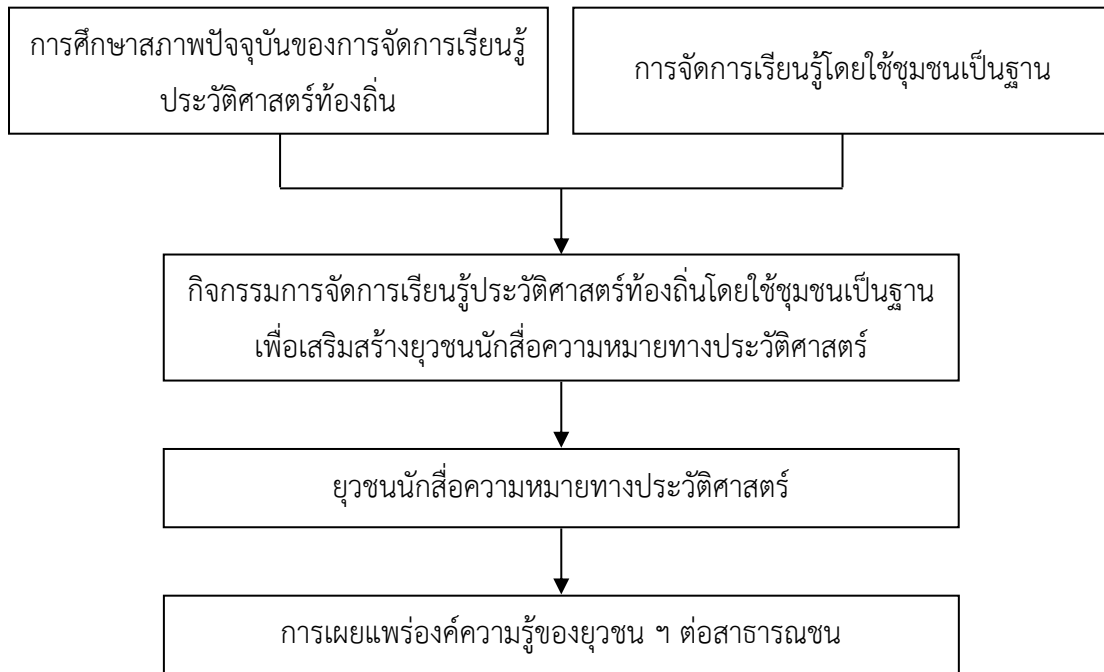 การศึกษาสภาพปัจจุบันของการจัดการเรียนรู้
ประวัติศาสตร์ท้องถิ่น
การจัดการเรียนรู้โดยใช้ชุมชนเป็นฐาน
กิจกรรมการจัดการเรียนรู้ประวัติศาสตร์ท้องถิ่นโดยใช้ชุมชนเป็นฐาน
เพื่อเสริมสร้างยุวชนนักสื่อความหมายทางประวัติศาสตร์
ยุวชนนักสื่อความหมายทางประวัติศาสตร์
การเผยแพร่องค์ความรู้ของยุวชน ฯ ต่อสาธารณชน